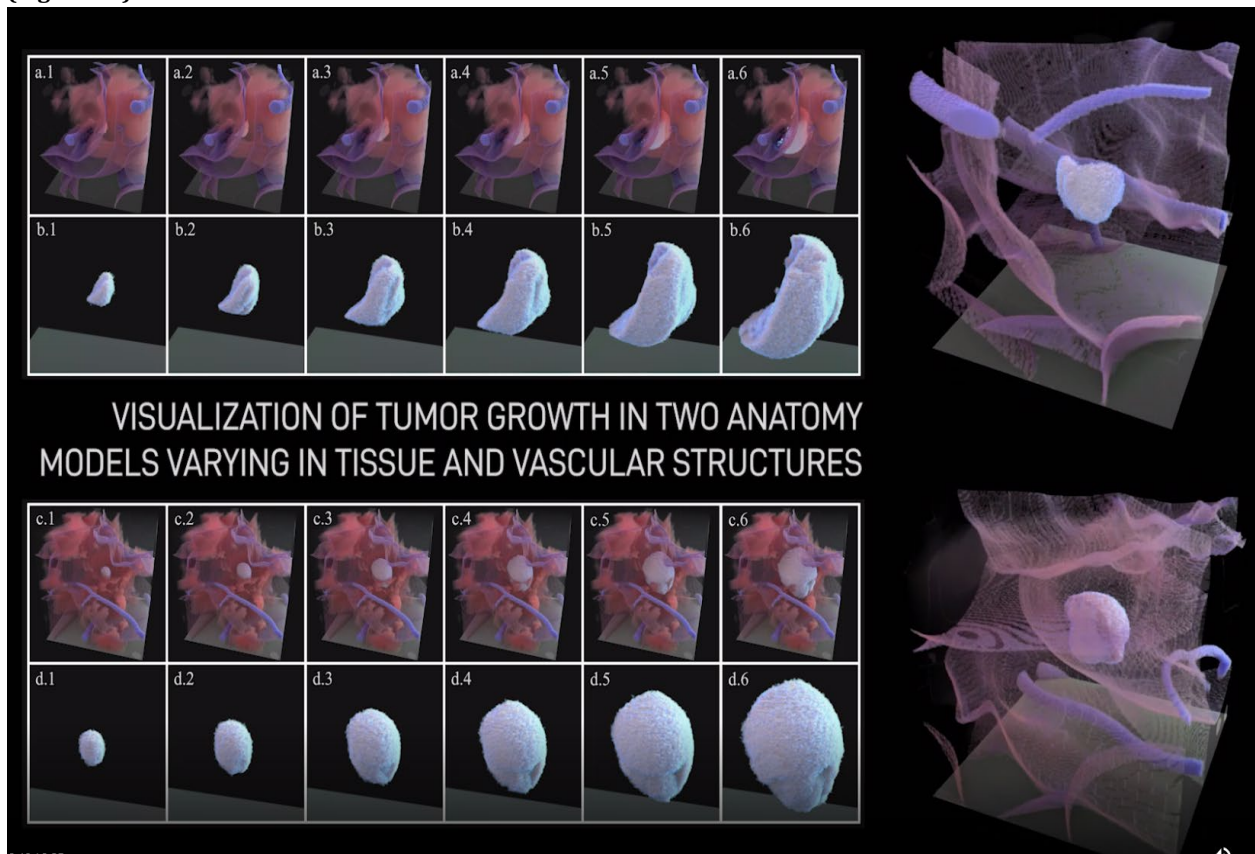 a.1 a.2 a.3 a.4 a.5 a.6
b.1 b.2 b.3 b.4 b.5 b.6
VISUALIZATION OF TUMOR GROWTH IN TWO ANATOMY
MODELS VARYING IN TISSUE AND VASCULAR STRUCTURES
c.1 c.2 c.3 c.4 c.5 c.6
d.1 d.2 d.3 d.4 d.5 d.6